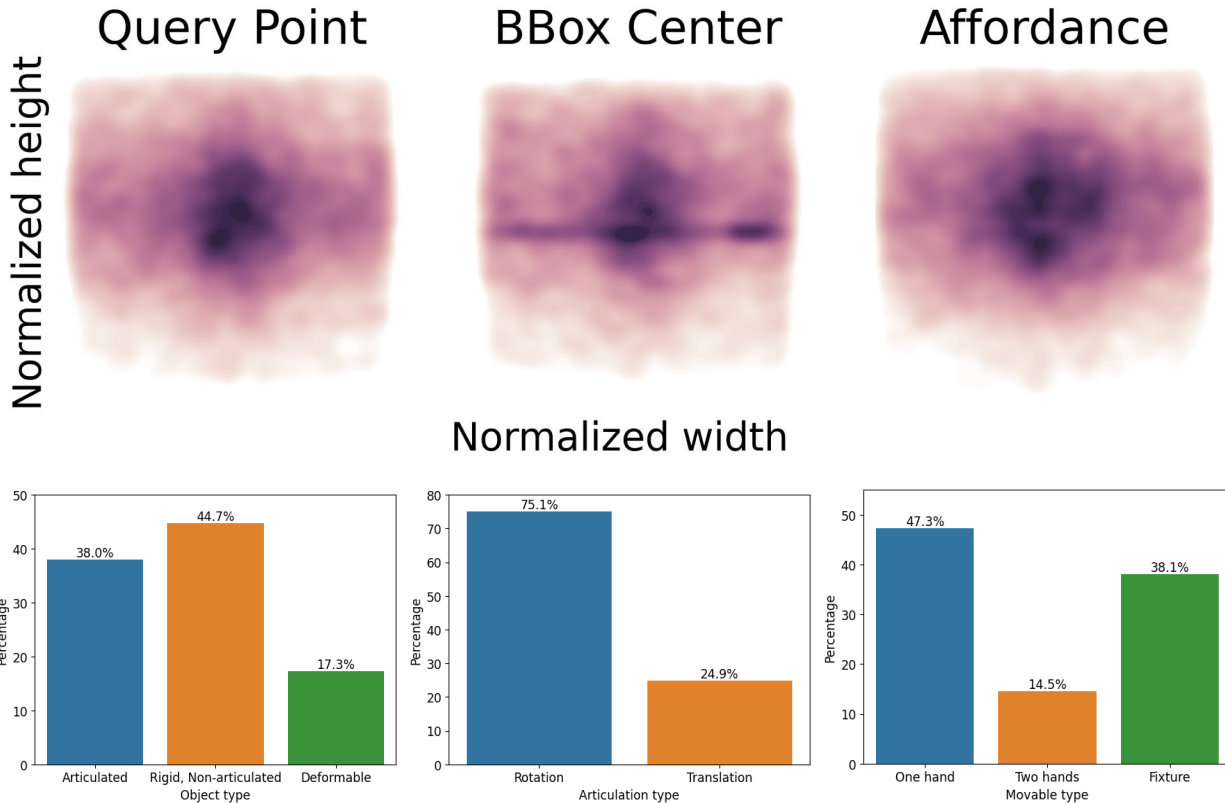 Query Point
BBox Center
Affordance
Normalized height
Normalized width
50
40
30
20
10
0
Percentage
38.0%
44.7%
17.3%
Articulated
Rigid, Non-articulated
Deformable
Object type
80
70
60
50
40
30
20
10
0
Percentage
75.1%
24.9%
Rotation
Translation
Articulation type
50
40
30
20
10
0
Percentage
47.3%
14.5%
38.1%
One hand
Two hands
Fixture
Movable type